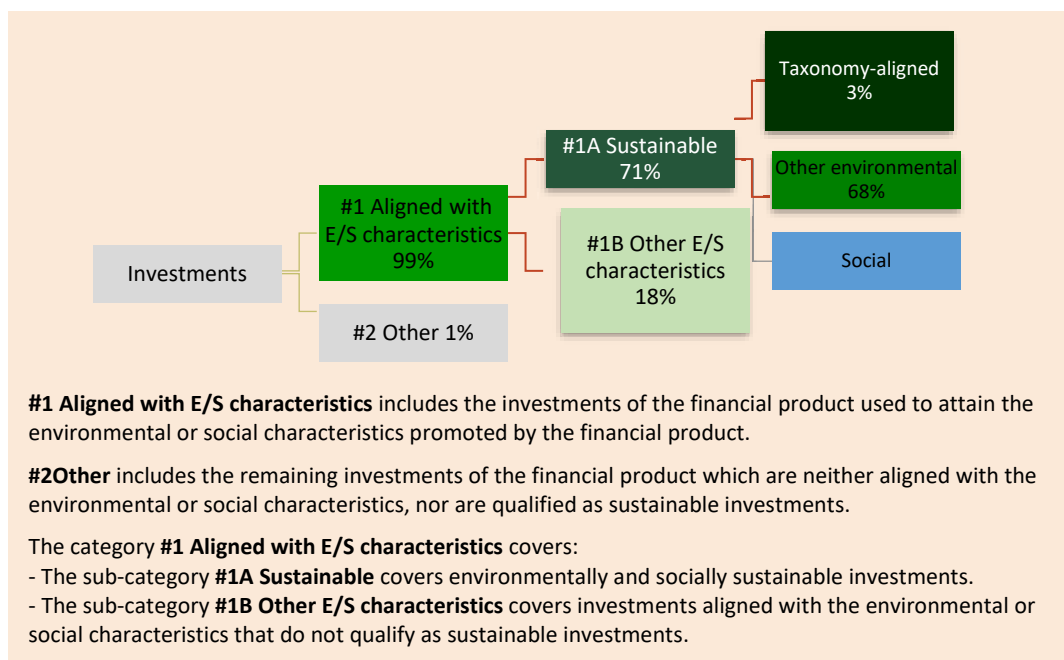 Taxonomy-aligned
3%
#1A Sustainable
71%
Other environmental
68%
#1 Aligned with
E/S characteristics
99%
#1B Other E/S
characteristics
18%
Social
Investments
#2 Other 1%
#1 Aligned with E/S characteristics includes the investments of the financial product used to attain the
environmental or social characteristics promoted by the financial product.
#2Other includes the remaining investments of the financial product which are neither aligned with the
environmental or social characteristics, nor are qualified as sustainable investments.
The category #1 Aligned with E/S characteristics covers:
- The sub-category #1A Sustainable covers environmentally and socially sustainable investments.
- The sub-category #1B Other E/S characteristics covers investments aligned with the environmental or
social characteristics that do not qualify as sustainable investments.